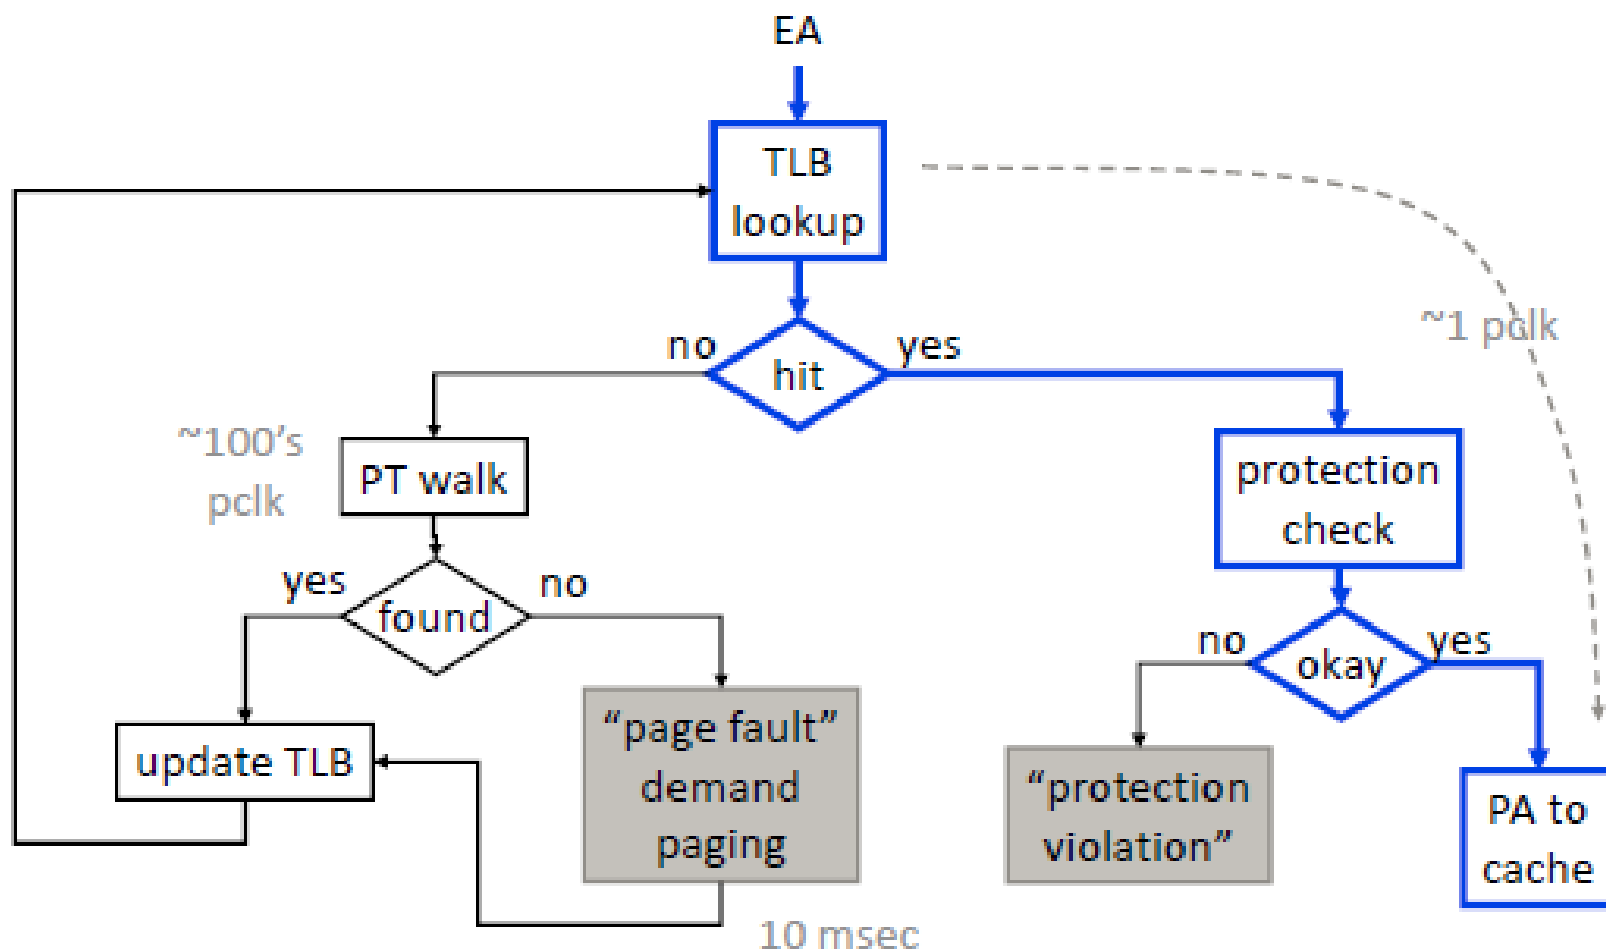 EA
TLB
lookup
no
hit
yes
~1 pclk
~100's
pclk
PT walk
protection
check
yes
found
no
no
okay
yes
update TLB
“page fault”
demand
paging
“protection
violation”
PA to
cache
10 msec